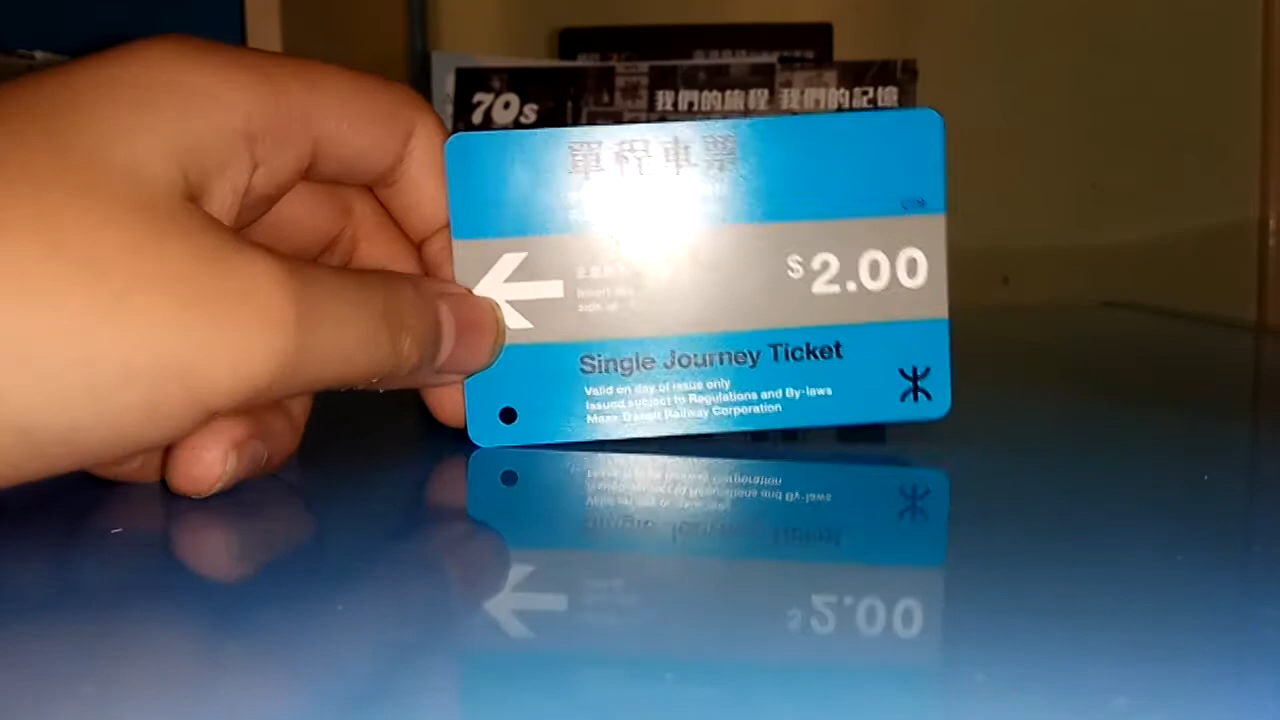 70s
我們的旅程 我們的記憶
單程車票
$2.00
Single Journey Ticket
Valid on day of issue only
Issued subject to Regulations and By-laws
Mass Transit Railway Corporation